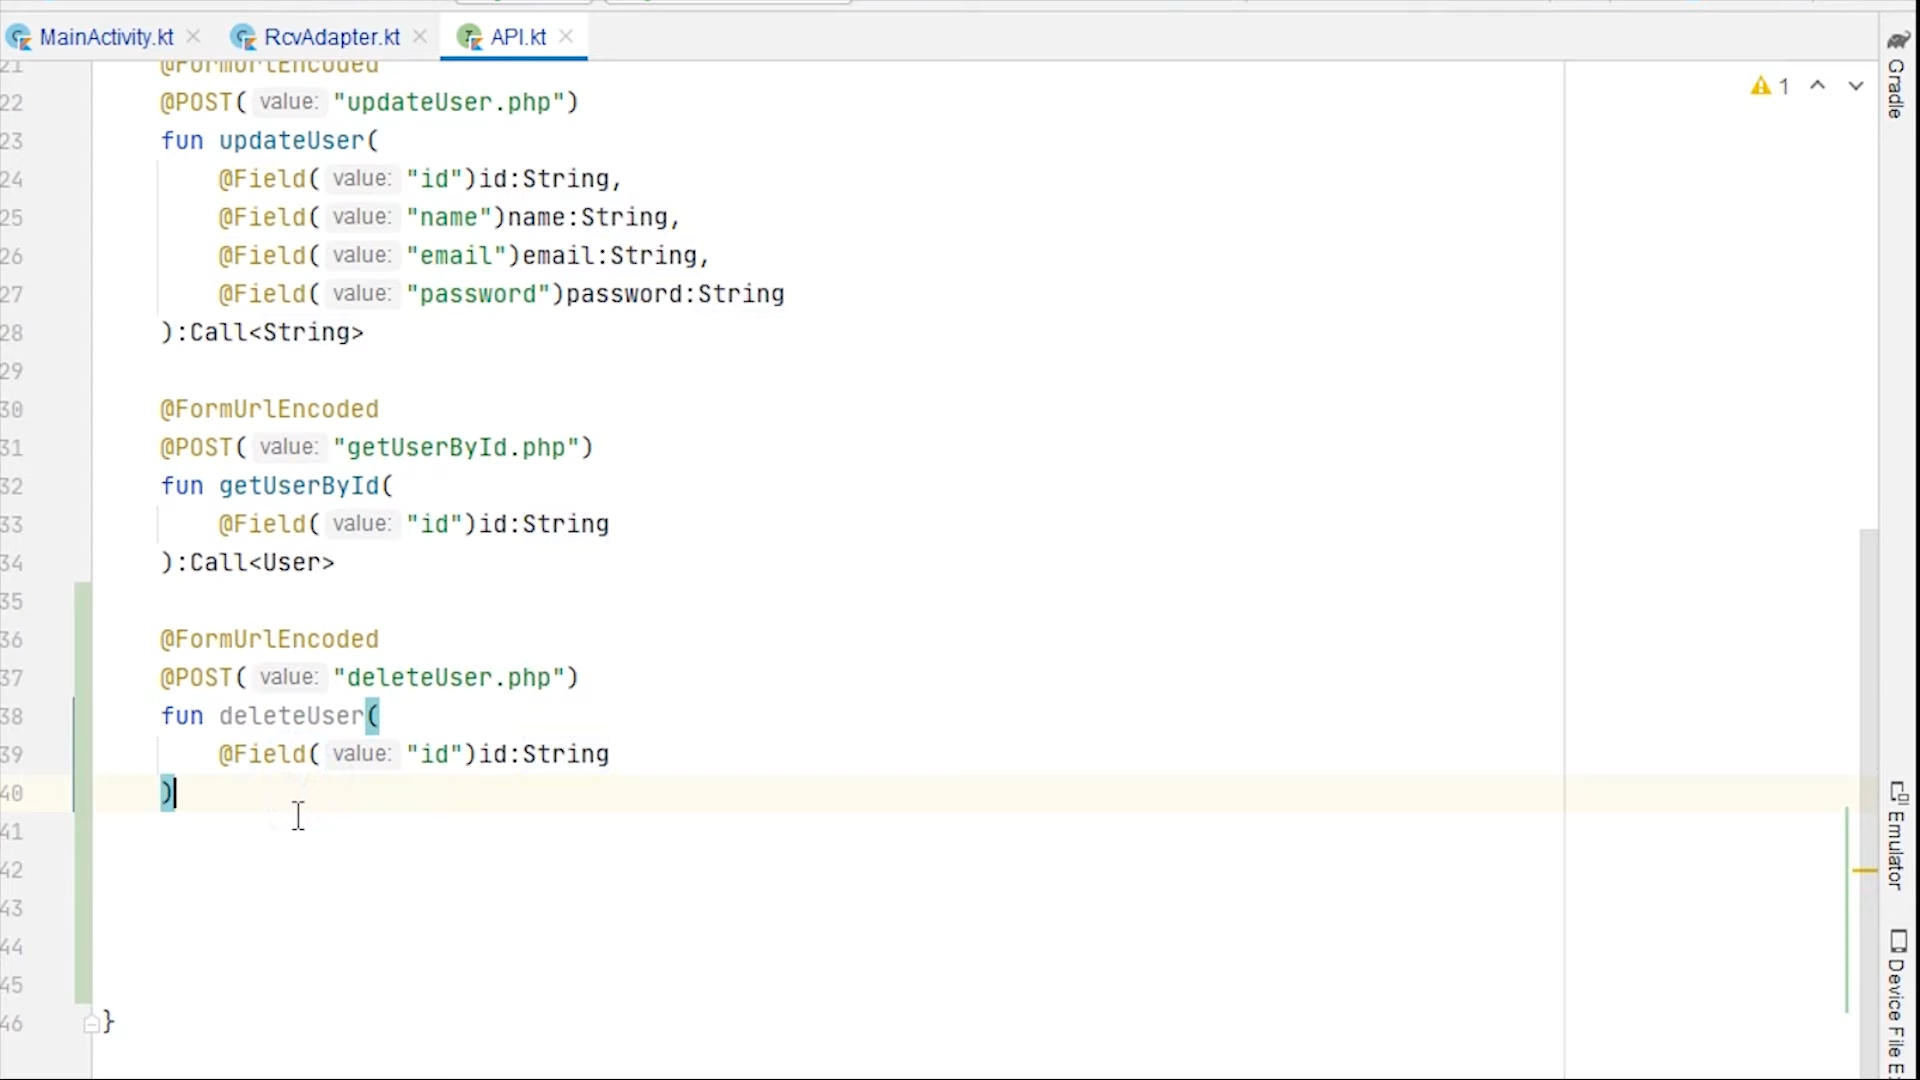 MainActivity.kt
RcvAdapter.kt
API.kt
Gradle
1
21 @FormUrlEncoded
22 @POST( value: "updateUser.php")
23 fun updateUser(
24 @Field( value: "id")id:String,
25 @Field( value: "name")name:String,
26 @Field( value: "email")email:String,
27 @Field( value: "password")password:String
28 ):Call<String>
29
30 @FormUrlEncoded
31 @POST( value: "getUserById.php")
32 fun getUserById(
33 @Field( value: "id")id:String
34 ):Call<User>
35
36 @FormUrlEncoded
37 @POST( value: "deleteUser.php")
38 fun deleteUser(
39 @Field( value: "id")id:String
40 )
41
42
43
44
45
46 }
Emulator
Device File E